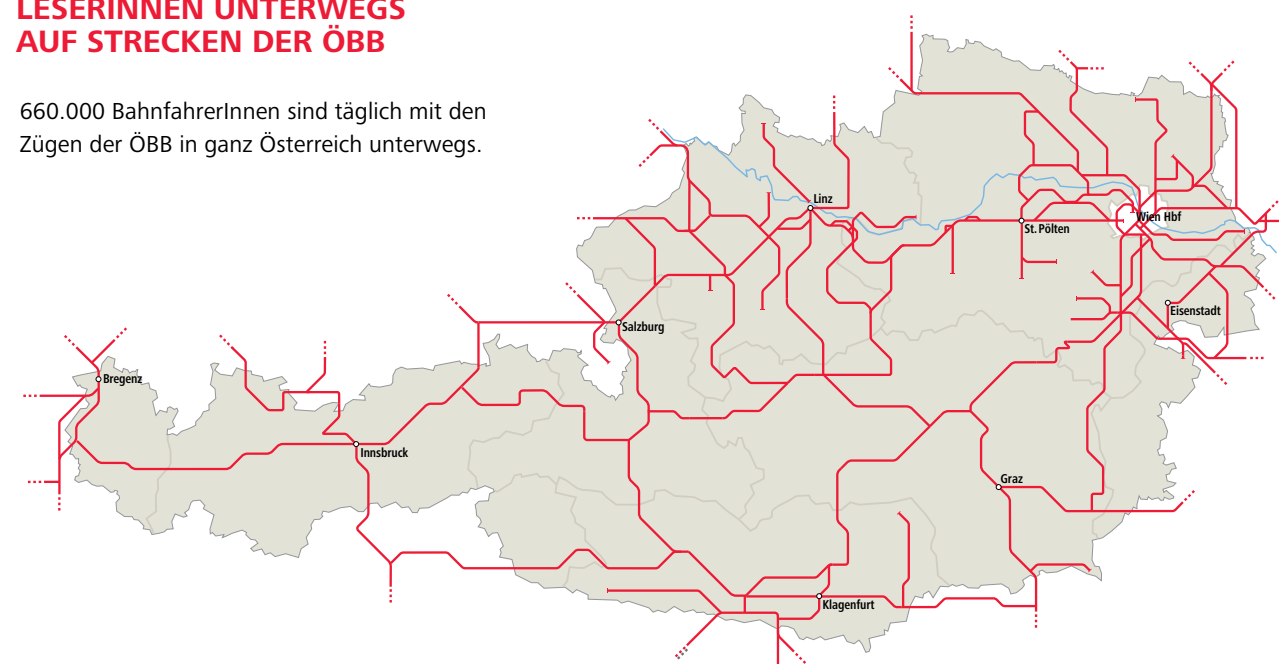 LESERINNEN UNTERWEGS
AUF STRECKEN DER ÖBB
660.000 BahnfahrerInnen sind täglich mit den
Zügen der ÖBB in ganz Österreich unterwegs.
Linz
Wien Hbf
St. Pölten
Eisenstadt
Salzburg
Bregenz
Innsbruck
Graz
Klagenfurt